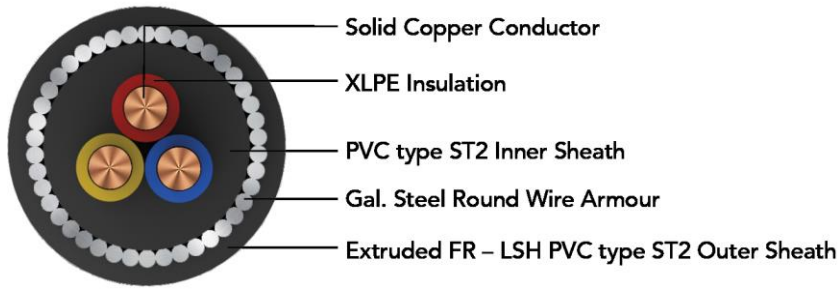 Solid Copper Conductor
XLPE Insulation
PVC type ST2 Inner Sheath
Gal. Steel Round Wire Armour
Extruded FR – LSH PVC type ST2 Outer Sheath